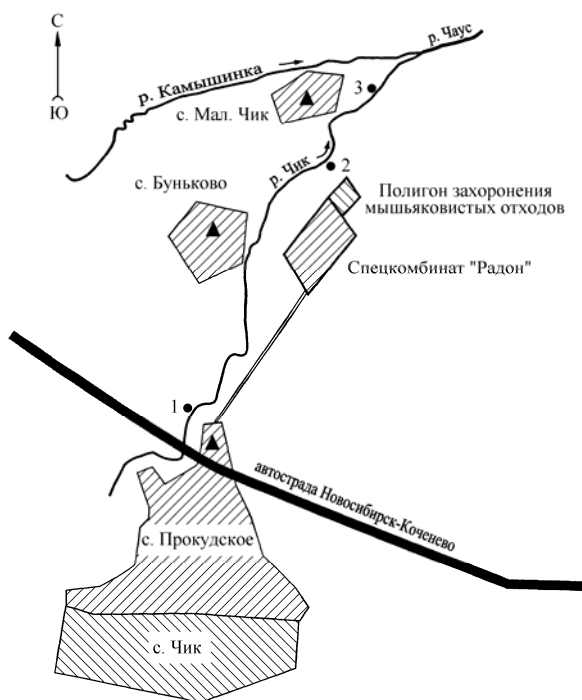 С
Ю
р. Чаус
р. Камышинка
с. Мал. Чик
3
р. Чик
2
с. Буньково
Полигон захоронения
мышьяковистых отходов
Спецкомбинат "Радон"
1
автострада Новосибирск-Коченево
с. Прокудское
с. Чик